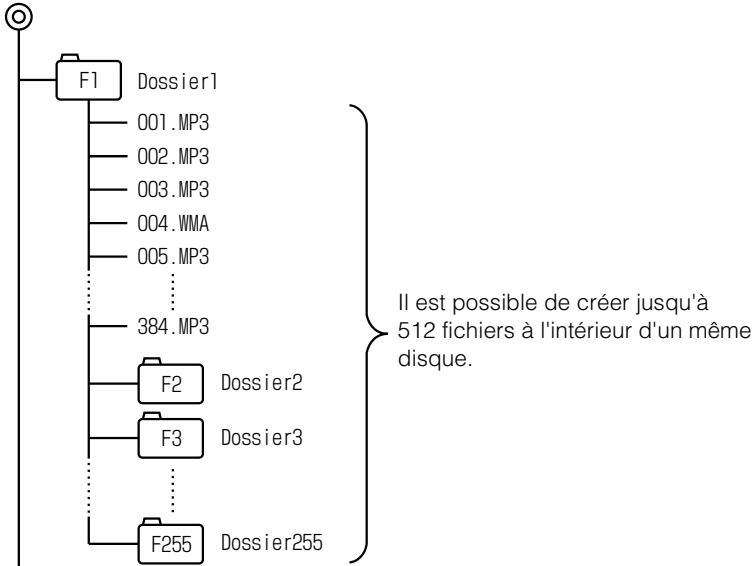 F1 Dossier1
001.MP3
002.MP3
003.MP3
004.WMA
005.MP3
384.MP3
Il est possible de créer jusqu'à
512 fichiers à l'intérieur d'un même
disque.
F2 Dossier2
F3 Dossier3
F255 Dossier255